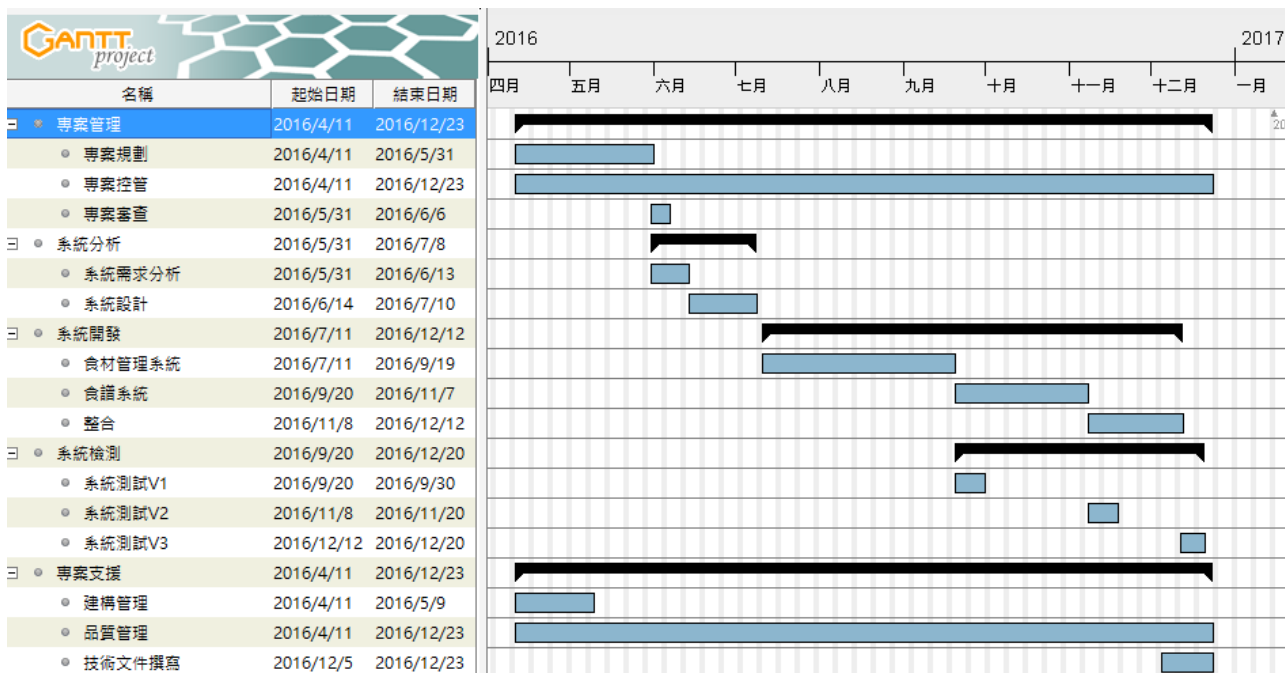 GANTT
project
2016 2017
名稱 起始日期 結束日期 四月 五月 六月 七月 八月 九月 十月 十一月 十二月 一月
專案管理 2016/4/11 2016/12/23 20
專案規劃 2016/4/11 2016/5/31
專案控管 2016/4/11 2016/12/23
專案審查 2016/5/31 2016/6/6
系統分析 2016/5/31 2016/7/8
系統需求分析 2016/5/31 2016/6/13
系統設計 2016/6/14 2016/7/10
系統開發 2016/7/11 2016/12/12
食材管理系統 2016/7/11 2016/9/19
食譜系統 2016/9/20 2016/11/7
整合 2016/11/8 2016/12/12
系統檢測 2016/9/20 2016/12/20
系統測試V1 2016/9/20 2016/9/30
系統測試V2 2016/11/8 2016/11/20
系統測試V3 2016/12/12 2016/12/20
專案支援 2016/4/11 2016/12/23
建構管理 2016/4/11 2016/5/9
品質管理 2016/4/11 2016/12/23
技術文件撰寫 2016/12/5 2016/12/23